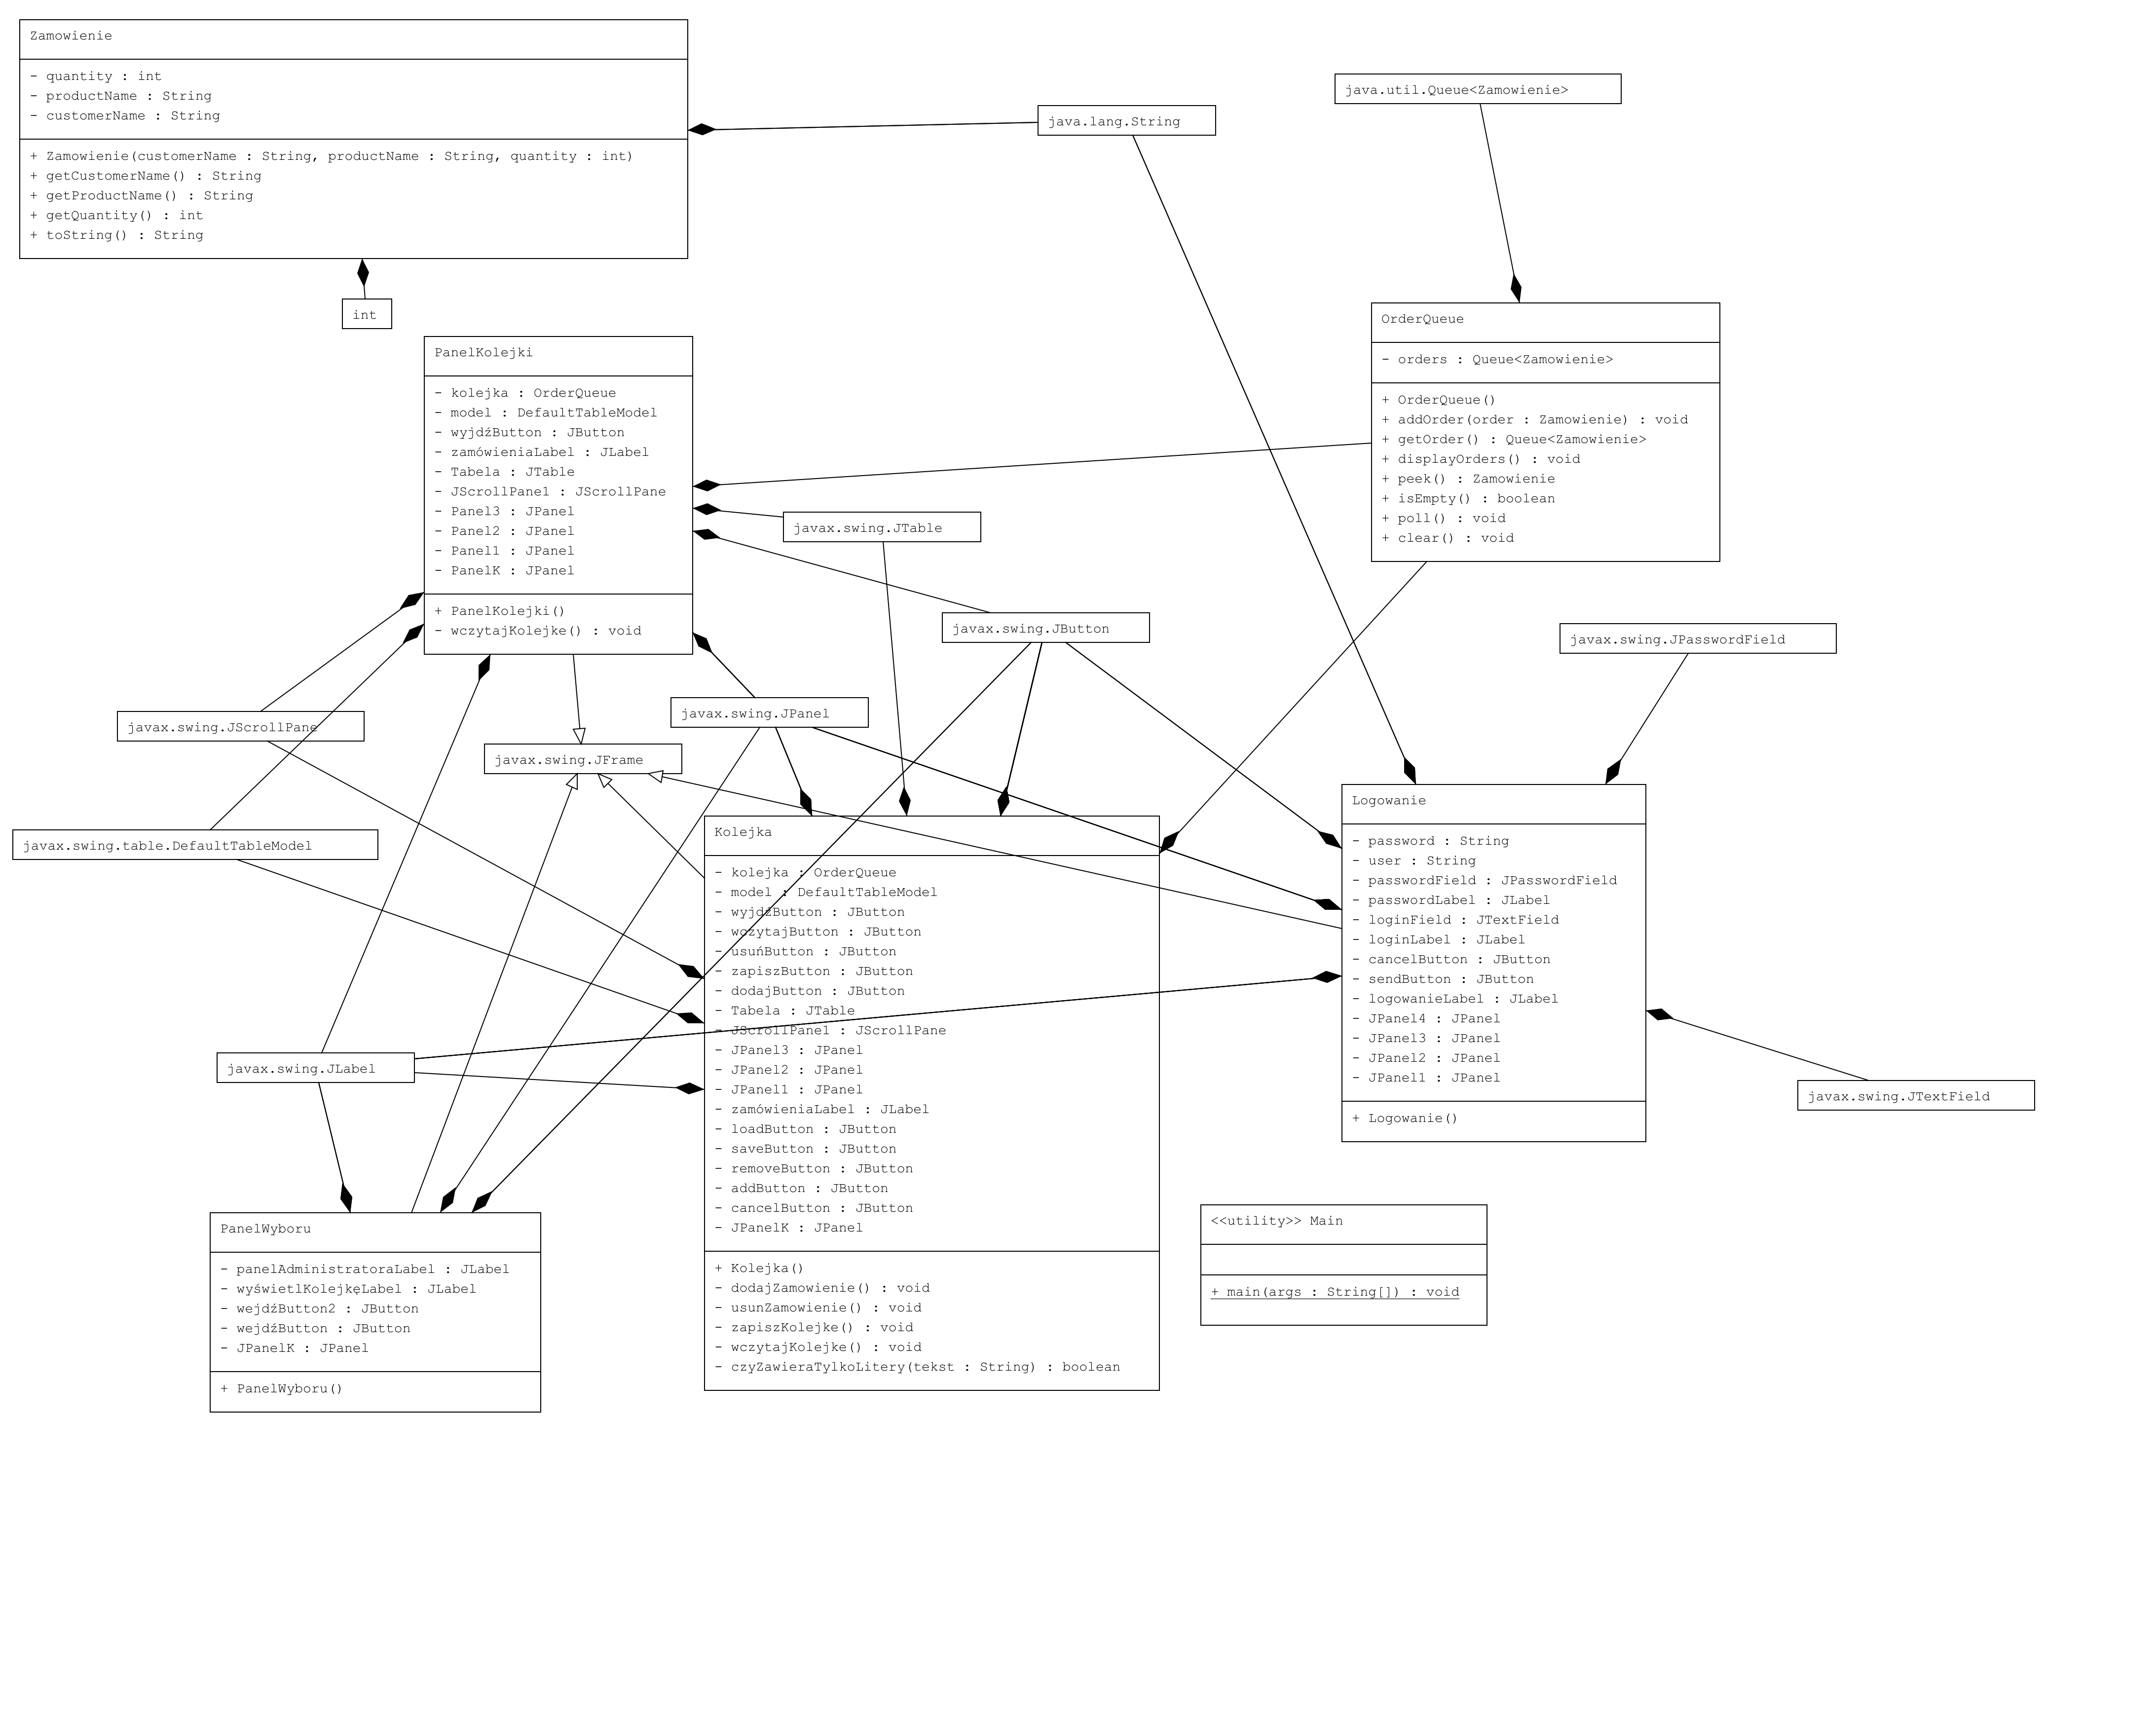 Zamowienie
- quantity : int
- productName : String
- customerName : String
+ Zamowienie(customerName : String, productName : String, quantity : int)
+ getCustomerName() : String
+ getProductName() : String
+ getQuantity() : int
+ toString() : String
java.lang.String
java.util.Queue<Zamowienie>
int
OrderQueue
- orders : Queue<Zamowienie>
+ OrderQueue()
+ addOrder(order : Zamowienie) : void
+ getOrder() : Queue<Zamowienie>
+ displayOrders() : void
+ peek() : Zamowienie
+ isEmpty() : boolean
+ poll() : void
+ clear() : void
PanelKolejki
- kolejka : OrderQueue
- model : DefaultTableModel
- wyjdźButton : JButton
- zamówieniaLabel : JLabel
- Tabela : JTable
- JScrollPane1 : JScrollPane
- Panel3 : JPanel
- Panel2 : JPanel
- Panel1 : JPanel
- PanelK : JPanel
+ PanelKolejki()
- wczytajKolejke() : void
javax.swing.JTable
javax.swing.JButton
javax.swing.JPasswordField
javax.swing.JPanel
javax.swing.JScrollPane
javax.swing.JFrame
javax.swing.table.DefaultTableModel
Kolejka
- kolejka : OrderQueue
- model : DefaultTableModel
- wyjdźButton : JButton
- wczytajButton : JButton
- usuńButton : JButton
- zapiszButton : JButton
- dodajButton : JButton
- Tabela : JTable
- JScrollPane1 : JScrollPane
- JPanel3 : JPanel
- JPanel2 : JPanel
- JPanel1 : JPanel
- zamówieniaLabel : JLabel
- loadButton : JButton
- saveButton : JButton
- removeButton : JButton
- addButton : JButton
- cancelButton : JButton
- JPanelK : JPanel
+ Kolejka()
- dodajZamowienie() : void
- usunZamowienie() : void
- zapiszKolejke() : void
- wczytajKolejke() : void
- czyZawieraTylkoLitery(tekst : String) : boolean
Logowanie
- password : String
- user : String
- passwordField : JPasswordField
- passwordLabel : JLabel
- loginField : JTextField
- loginLabel : JLabel
- cancelButton : JButton
- sendButton : JButton
- logowanieLabel : JLabel
- JPanel4 : JPanel
- JPanel3 : JPanel
- JPanel2 : JPanel
- JPanel1 : JPanel
+ Logowanie()
javax.swing.JLabel
javax.swing.JTextField
PanelWyboru
- panelAdministratoraLabel : JLabel
- wyświetlKolejkęLabel : JLabel
- wejdźButton2 : JButton
- wejdźButton : JButton
- JPanelK : JPanel
+ PanelWyboru()
<<utility>> Main
+ main(args : String[]) : void